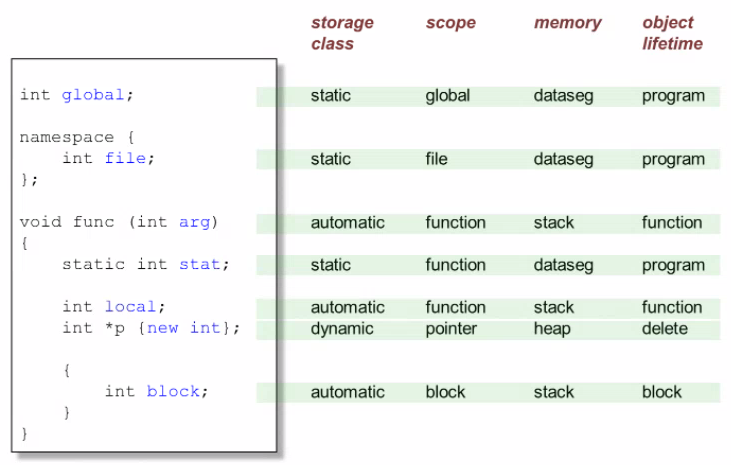 storage class scope memory object lifetime
int global; static global dataseg program
namespace {
int file; static file dataseg program
};
void func (int arg) automatic function stack function
{
static int stat; static function dataseg program
int local; automatic function stack function
int *p {new int}; dynamic pointer heap delete
{
int block; automatic block stack block
}
}